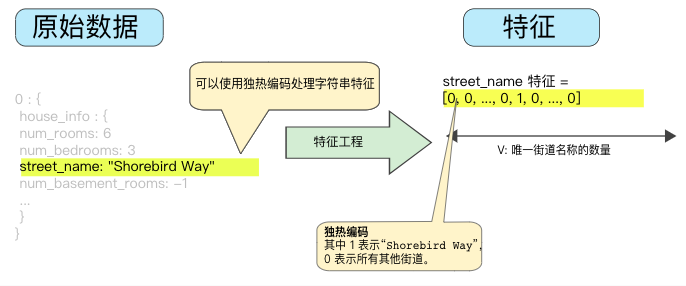 原始数据
特征
可以使用独热编码处理字符串特征
0 : {
house_info : {
num_rooms: 6
num_bedrooms: 3
street_name: "Shorebird Way"
num_basement_rooms: −1
...
}
}
特征工程
street_name 特征 =
[0, 0, ..., 0, 1, 0, ..., 0]
V: 唯一街道名称的数量
独热编码
其中 1 表示“Shorebird Way”,
0 表示所有其他街道。